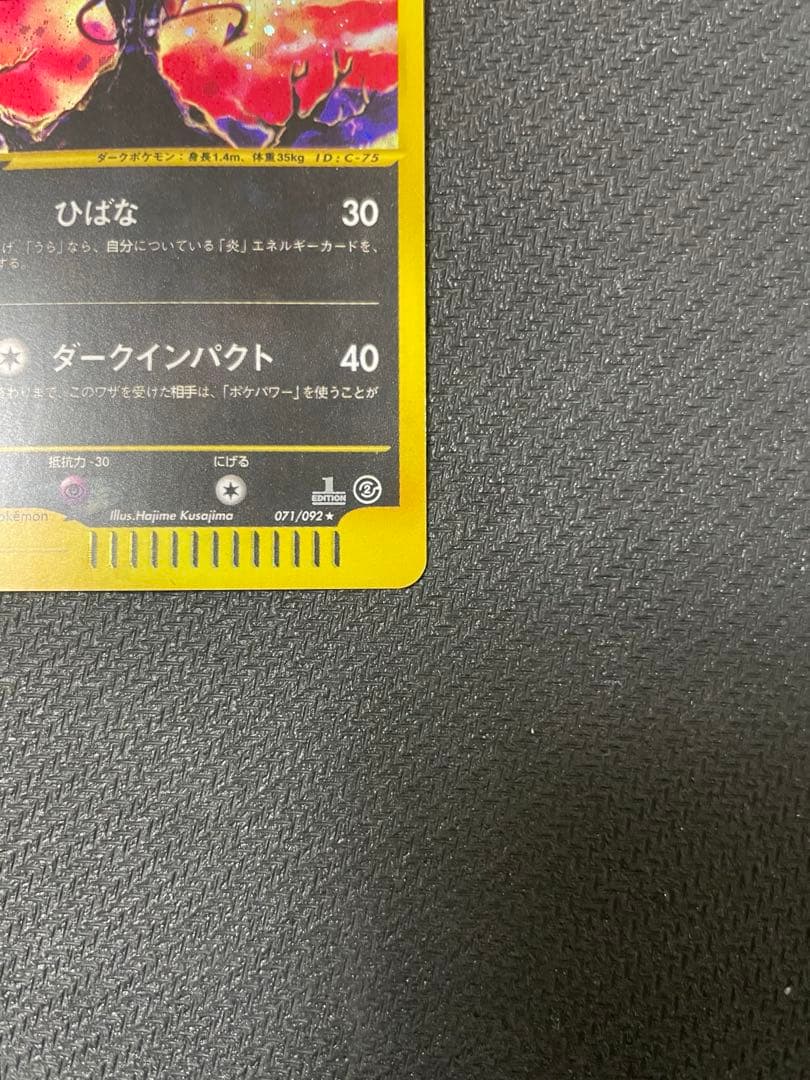 ダークポケモン：身長1.4m、体重35kg ID:C-75
ひばな 30
げ、「うら」なら、自分についている「炎」エネルギーカードを、
する
ダークインパクト 40
終わりまで、このワザを受けた相手は、「ポケパワー」を使うことが
抵抗力 -30 にげる
1 EDITION 2
okémon Illus.Hajime Kusajima 071/092★